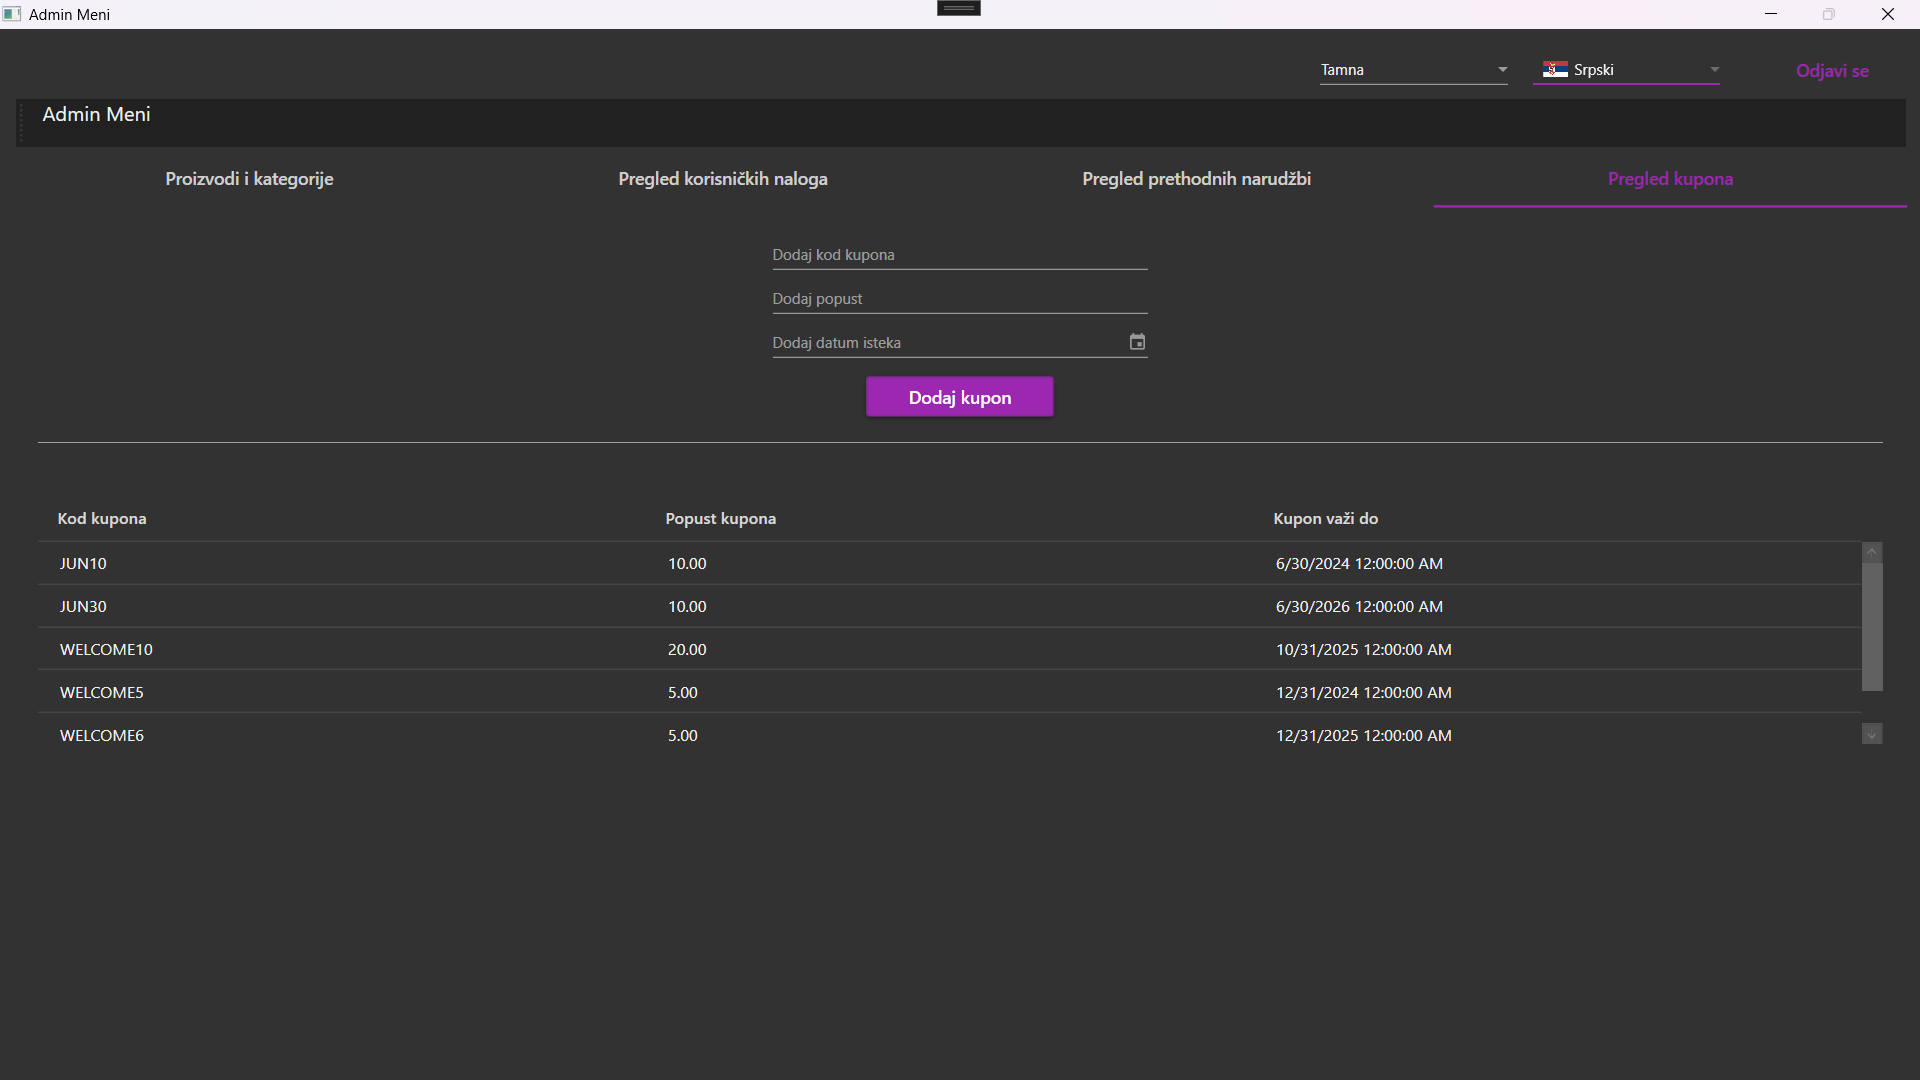 Admin Meni
Tamna
Srpski
Odjavi se
Admin Meni
Proizvodi i kategorije
Pregled korisničkih naloga
Pregled prethodnih narudžbi
Pregled kupona
Dodaj kod kupona
Dodaj popust
Dodaj datum isteka
Dodaj kupon
Kod kupona Popust kupona Kupon važi do
JUN10 10.00 6/30/2024 12:00:00 AM
JUN30 10.00 6/30/2026 12:00:00 AM
WELCOME10 20.00 10/31/2025 12:00:00 AM
WELCOME5 5.00 12/31/2024 12:00:00 AM
WELCOME6 5.00 12/31/2025 12:00:00 AM